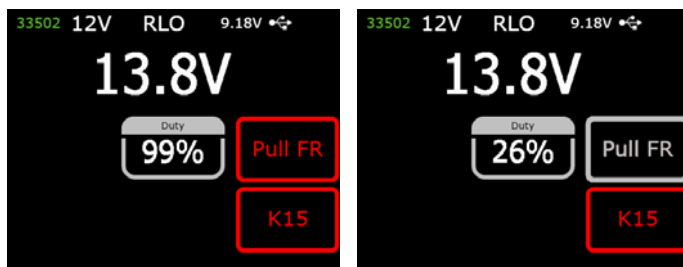 33502 12V RLO 9.18V
13.8V
Duty
99% Pull FR
K15
33502 12V RLO 9.18V
13.8V
Duty
26% Pull FR
K15